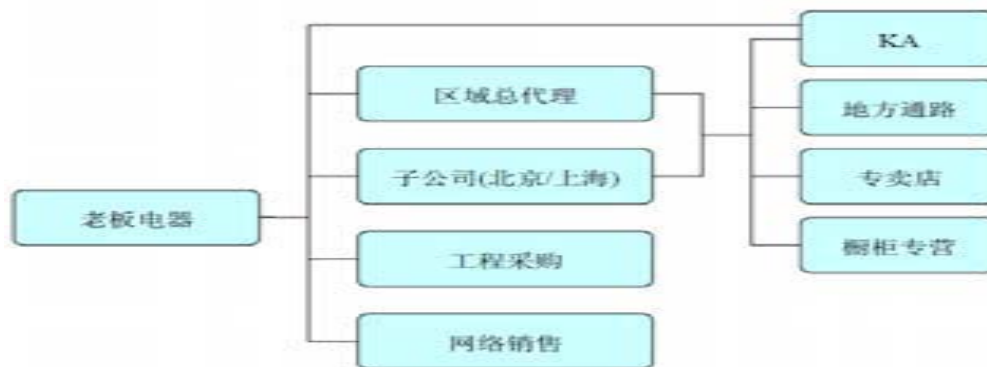 KA
区域总代理
地方通路
子公司(北京/上海)
专卖店
老板电器
工程采购
橱柜专营
网络销售